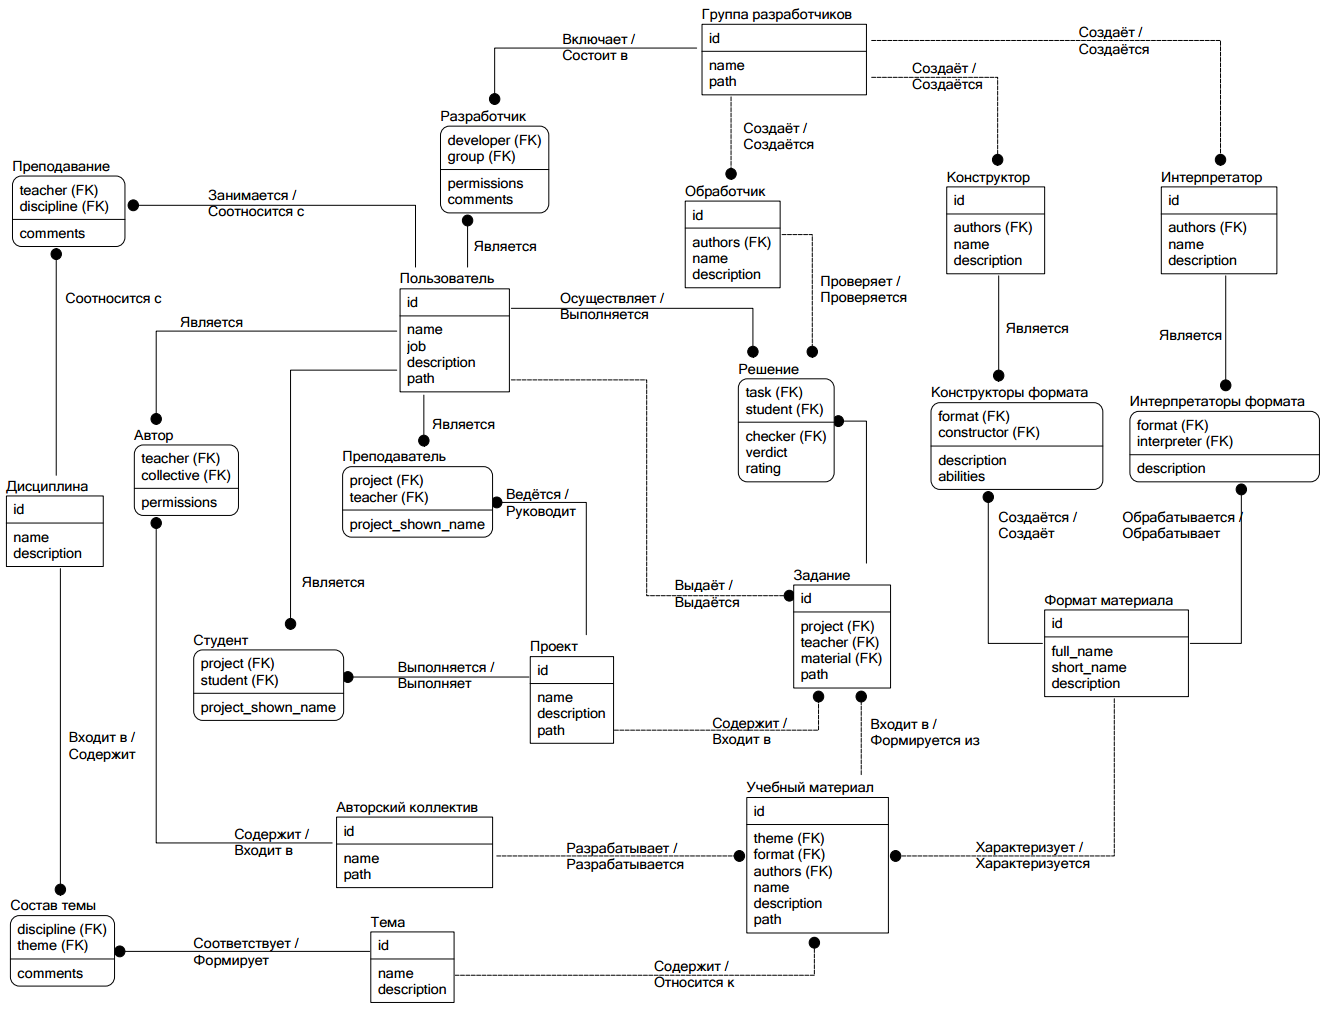 Группа разработчиков
id
name
path
Включает /
Состоит в
Создаёт /
Создаётся
Создаёт /
Создаётся
Создаёт /
Создаётся
Разработчик
developer (FK)
group (FK)
permissions
comments
Преподавание
teacher (FK)
discipline (FK)
comments
Занимается /
Соотносится с
Является
Обработчик
id
authors (FK)
name
description
Конструктор
id
authors (FK)
name
description
Интерпретатор
id
authors (FK)
name
description
Соотносится с
Пользователь
id
name
job
description
path
Является
Осуществляет /
Выполняется
Проверяет /
Проверяется
Является
Является
Решение
task (FK)
student (FK)
checker (FK)
verdict
rating
Конструкторы формата
format (FK)
constructor (FK)
description
abilities
Интерпретаторы формата
format (FK)
interpreter (FK)
description
Является
Автор
teacher (FK)
collective (FK)
permissions
Преподаватель
project (FK)
teacher (FK)
project_shown_name
Ведётся /
Руководит
Дисциплина
id
name
description
Создаётся /
Создаёт
Обрабатывается /
Обрабатывает
Является
Выдаёт /
Выдаётся
Задание
id
project (FK)
teacher (FK)
material (FK)
path
Формат материала
id
full_name
short_name
description
Студент
project (FK)
student (FK)
project_shown_name
Выполняется /
Выполняет
Проект
id
name
description
path
Содержит /
Входит в
Входит в /
Формируется из
Входит в /
Содержит
Учебный материал
id
theme (FK)
format (FK)
authors (FK)
name
description
path
Авторский коллектив
id
name
path
Содержит /
Входит в
Разрабатывает /
Разрабатывается
Характеризует /
Характеризуется
Состав темы
discipline (FK)
theme (FK)
comments
Соответствует /
Формирует
Тема
id
name
description
Содержит /
Относится к